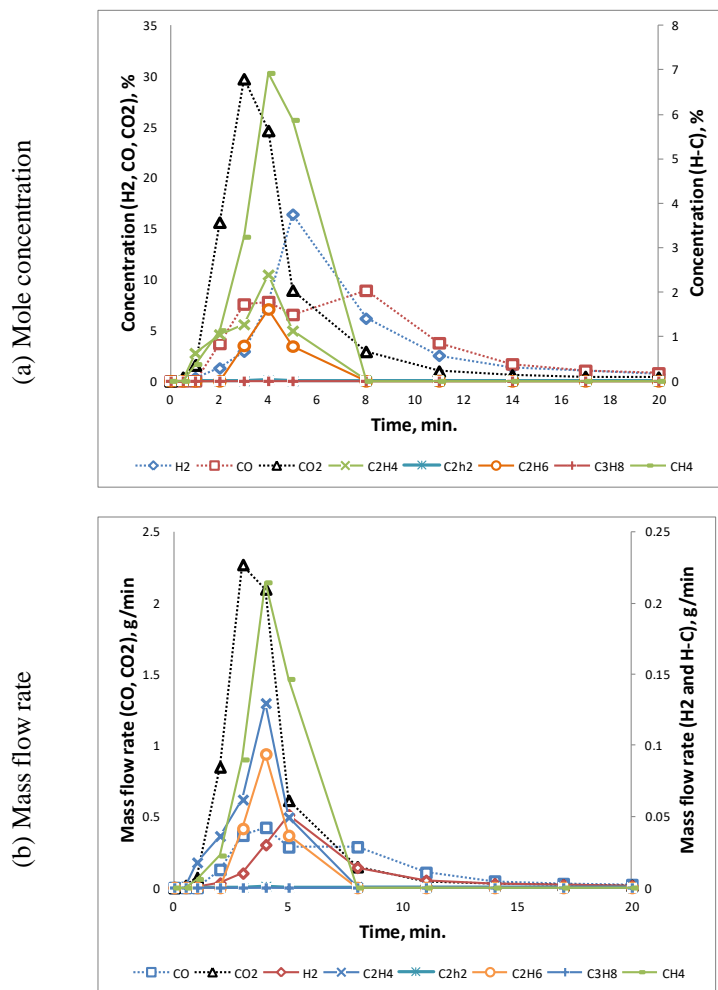 (a) Mole concentration
Concentration (H2, CO, CO2), %
35
30
25
20
15
10
5
0
8
7
6
5
4
3
2
1
0
Concentration (H-C), %
0 2 4 6 8 10 12 14 16 18 20
Time, min.
H2 CO CO2 C2H4 C2h2 C2H6 C3H8 CH4
(b) Mass flow rate
Mass flow rate (CO, CO2), g/min
2.5
2
1.5
1
0.5
0
0.25
0.2
0.15
0.1
0.05
0
Mass flow rate (H2 and H-C), g/min
0 5 10 15 20
Time, min.
CO CO2 H2 C2H4 C2h2 C2H6 C3H8 CH4